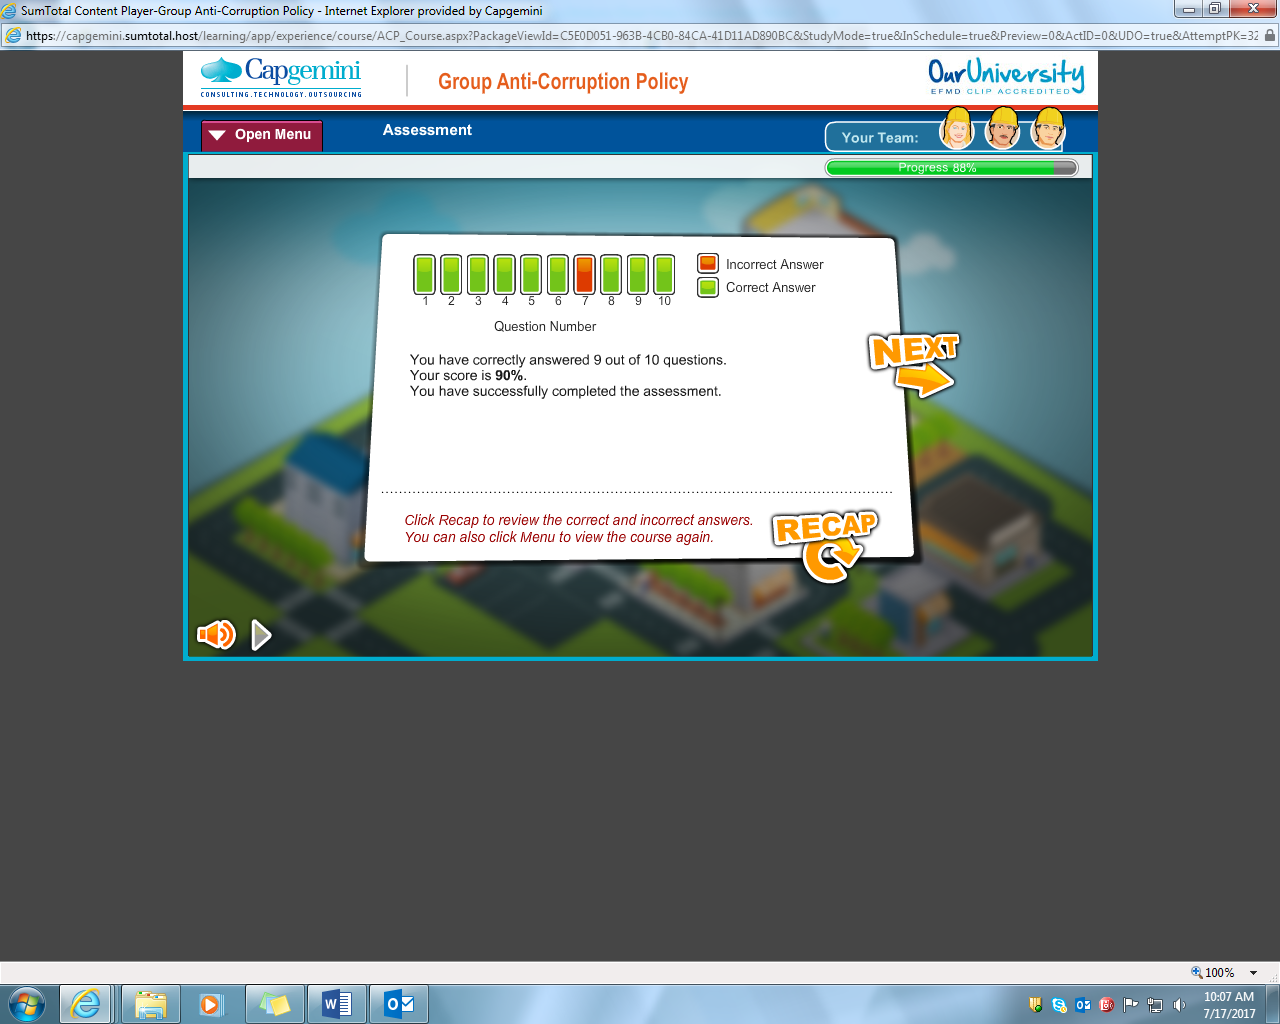 SumTotal Content Player-Group Anti-Corruption Policy - Internet Explorer provided by Capgemini
https://capgemini.sumtotal.host/learning/app/experience/course/ACP_Course.aspx?PackageViewId=C5E0D051-963B-4CB0-84CA-41D11AD890BC&StudyMode=true&InSchedule=true&Preview=0&ActID=0&UDO=true&AttemptPK=32
Capgemini
CONSULTING.TECHNOLOGY.OUTSOURCING
Group Anti-Corruption Policy
OurUniversity
EFMD CLIP ACCREDITED
Open Menu
Assessment
Your Team:
Progress 88%
Incorrect Answer
Correct Answer
1 2 3 4 5 6 7 8 9 10
Question Number
You have correctly answered 9 out of 10 questions.
Your score is 90%.
You have successfully completed the assessment.
NEXT
Click Recap to review the correct and incorrect answers.
You can also click Menu to view the course again.
RECAP
100%
10:07 AM
7/17/2017